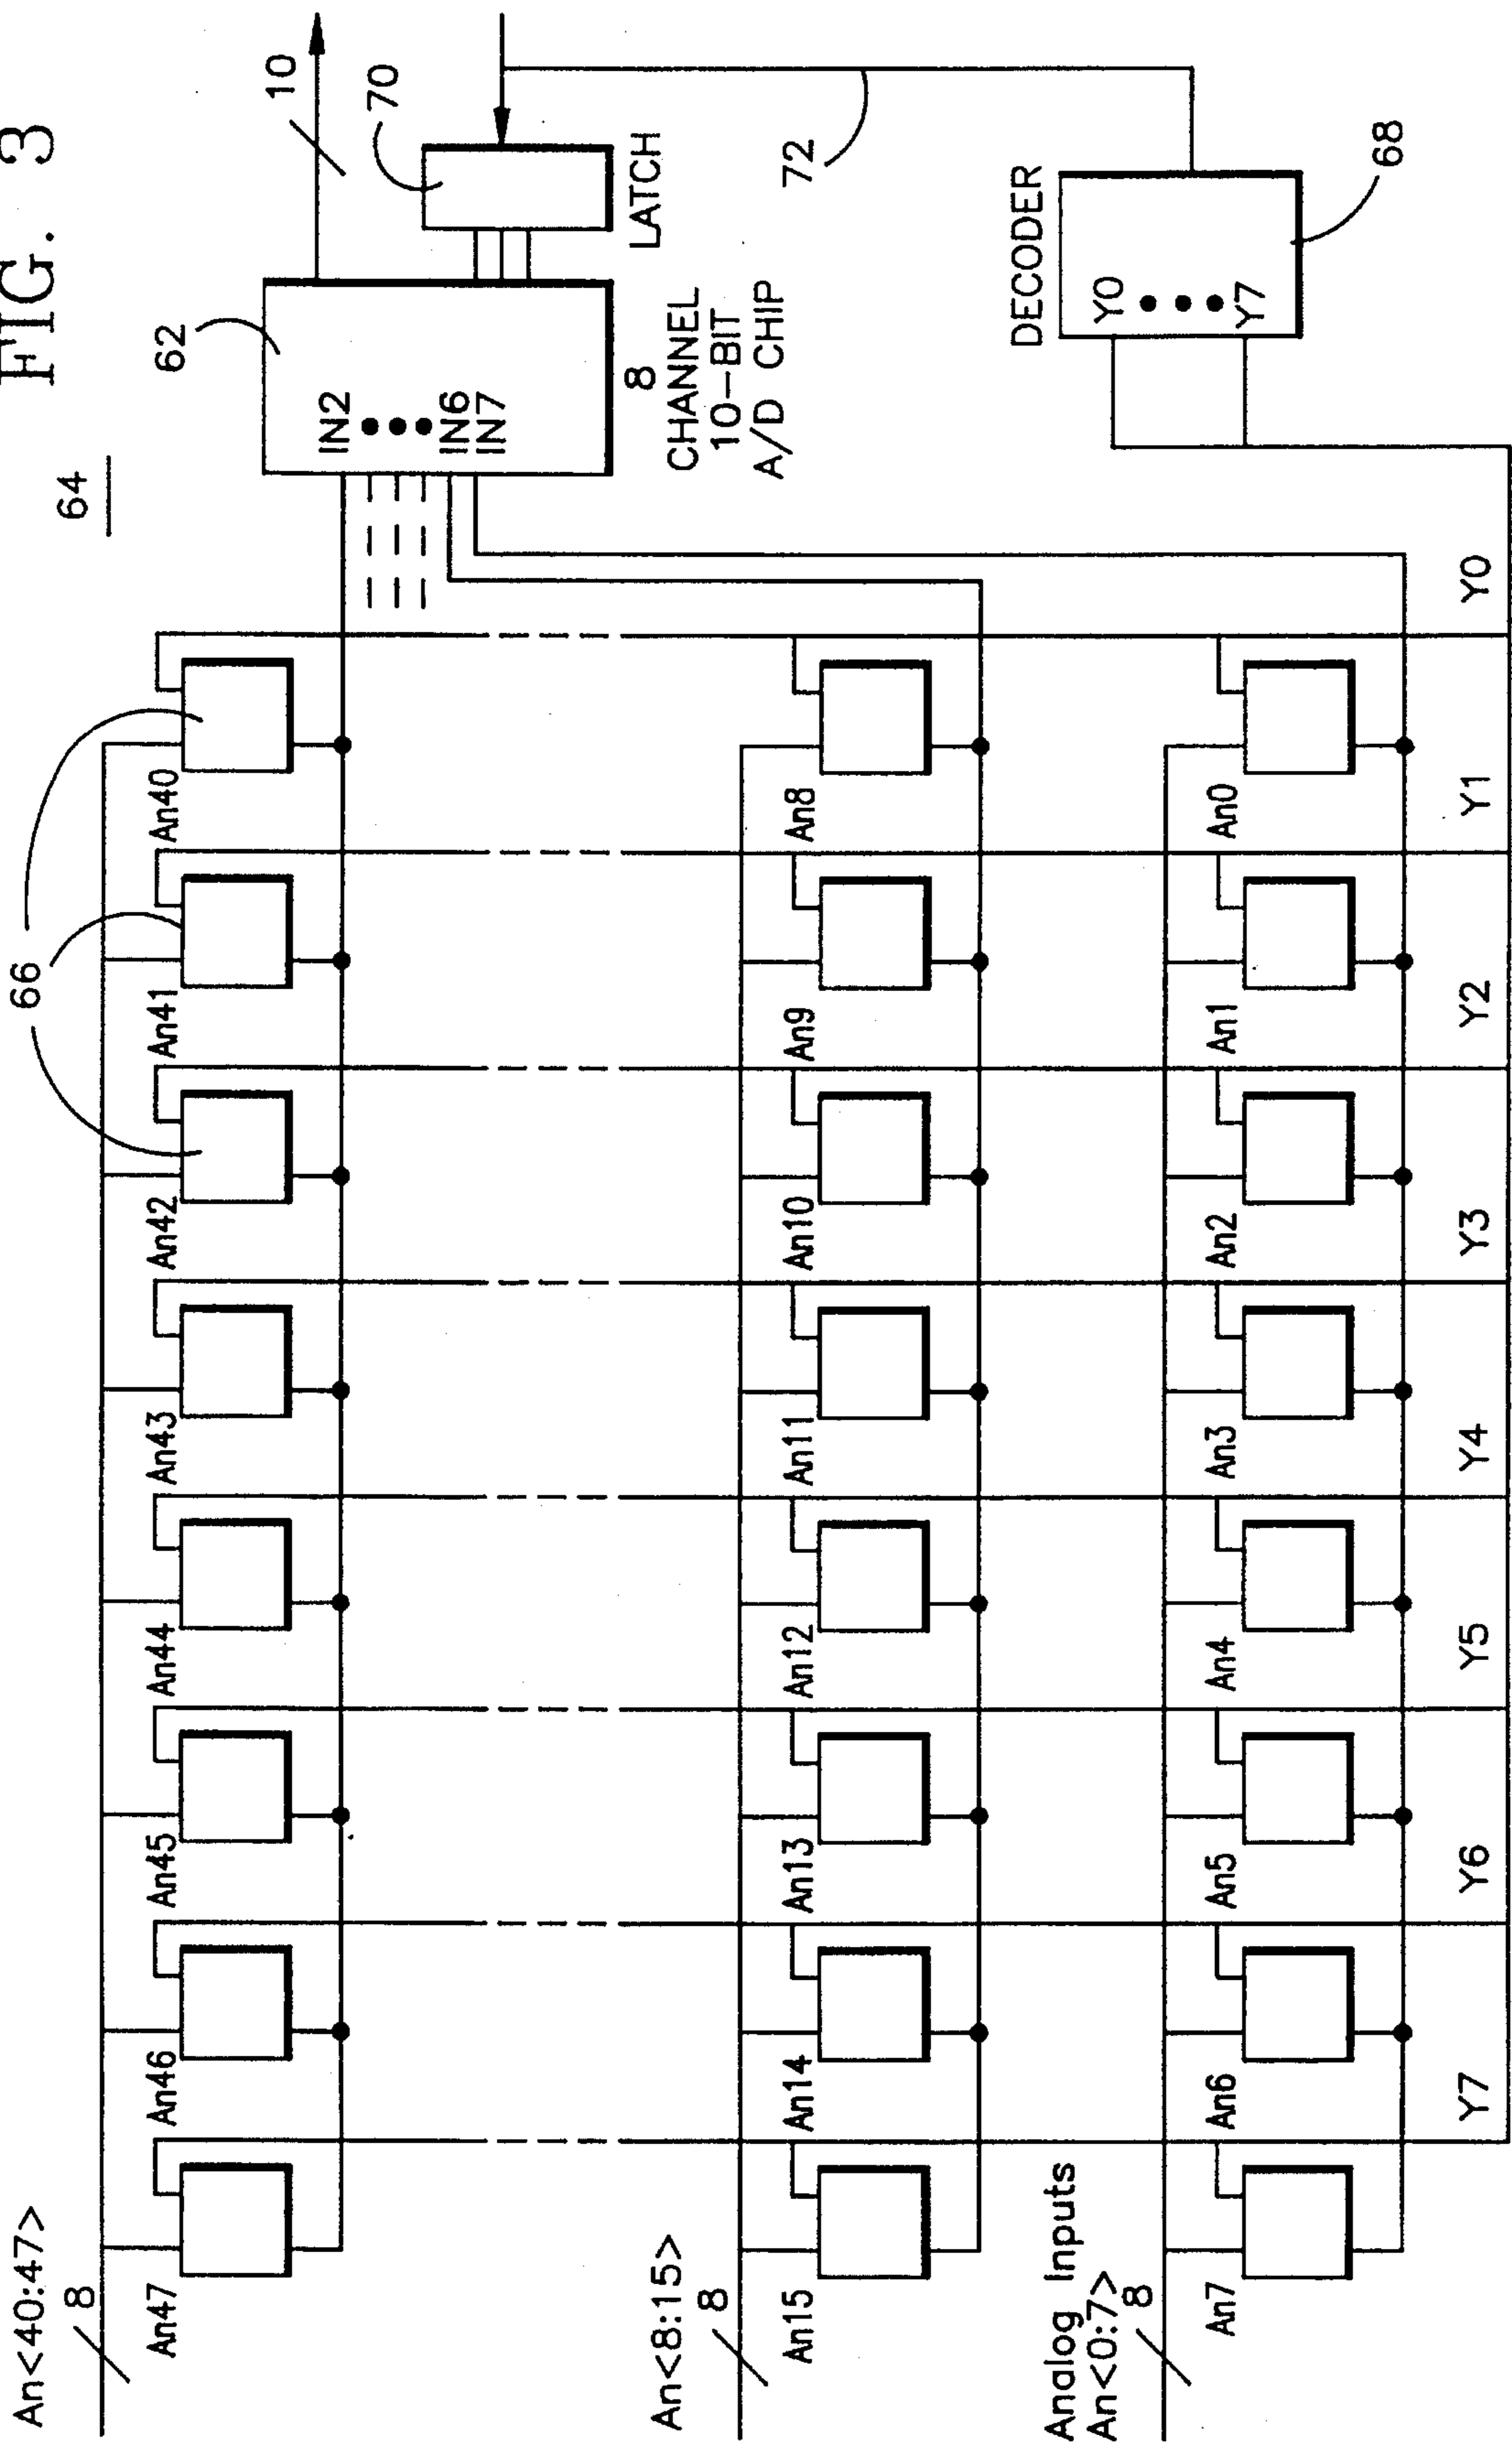 FIG. 3
64
66
An<40:47>
8
An47
An46
An45
An44
An43
An42
An41
An40
62
IN2
IN6
IN7
8
CHANNEL
10-BIT
A/D CHIP
10
70
LATCH
72
An<8:15>
8
An15
An14
An13
An12
An11
An10
An9
An8
Analog Inputs
An<0:7>
8
An7
An6
An5
An4
An3
An2
An1
An0
DECODER
Y0
Y7
68
Y7
Y6
Y5
Y4
Y3
Y2
Y1
Y0